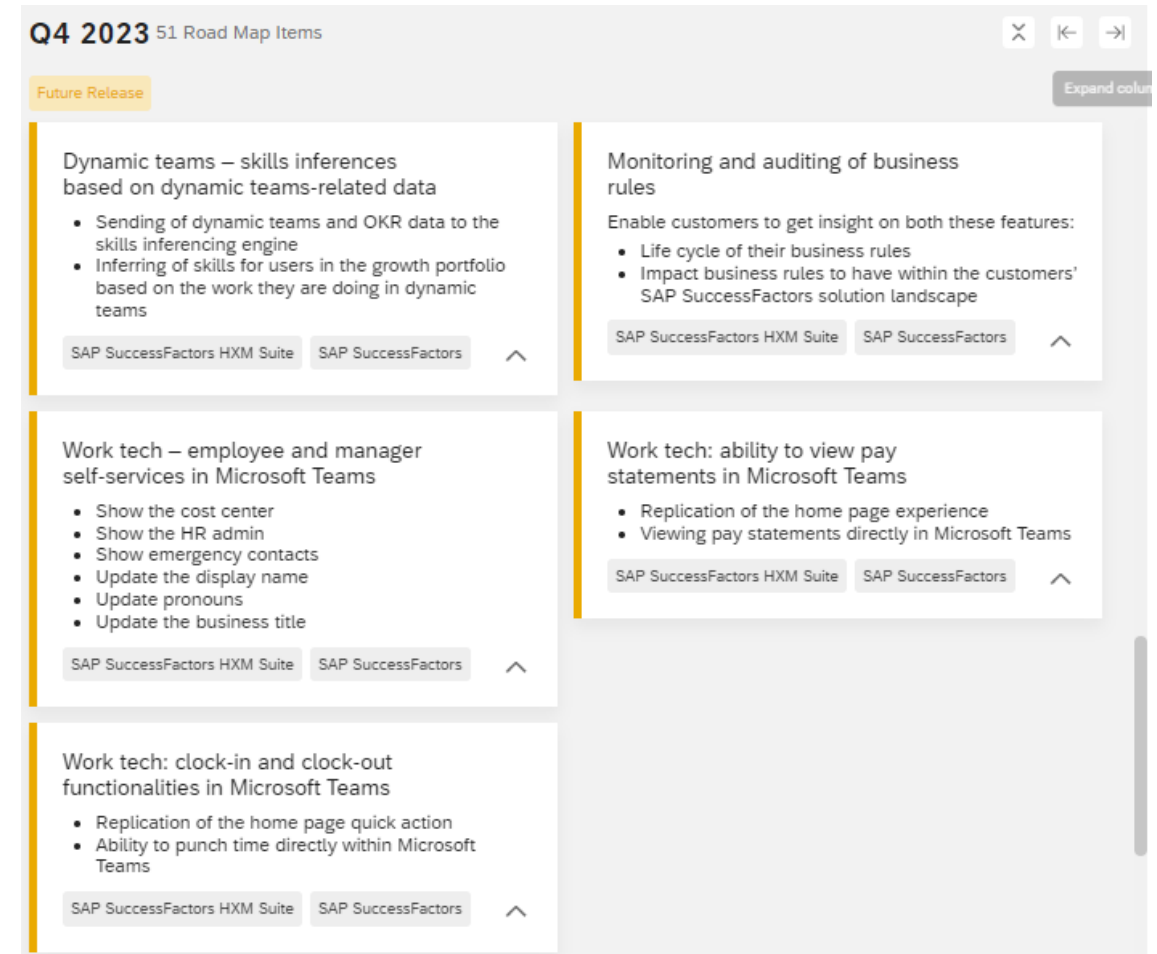 Q4 2023 51 Road Map Items
Future Release
Expand colum
Dynamic teams – skills inferences
based on dynamic teams-related data
• Sending of dynamic teams and OKR data to the
skills inferencing engine
• Inferring of skills for users in the growth portfolio
based on the work they are doing in dynamic
teams
SAP SuccessFactors HXM Suite SAP SuccessFactors
Monitoring and auditing of business
rules
Enable customers to get insight on both these features:
• Life cycle of their business rules
• Impact business rules to have within the customers'
SAP SuccessFactors solution landscape
SAP SuccessFactors HXM Suite SAP SuccessFactors
Work tech – employee and manager
self-services in Microsoft Teams
• Show the cost center
• Show the HR admin
• Show emergency contacts
• Update the display name
• Update pronouns
• Update the business title
SAP SuccessFactors HXM Suite SAP SuccessFactors
Work tech: ability to view pay
statements in Microsoft Teams
• Replication of the home page experience
• Viewing pay statements directly in Microsoft Teams
SAP SuccessFactors HXM Suite SAP SuccessFactors
Work tech: clock-in and clock-out
functionalities in Microsoft Teams
• Replication of the home page quick action
• Ability to punch time directly within Microsoft
Teams
SAP SuccessFactors HXM Suite SAP SuccessFactors